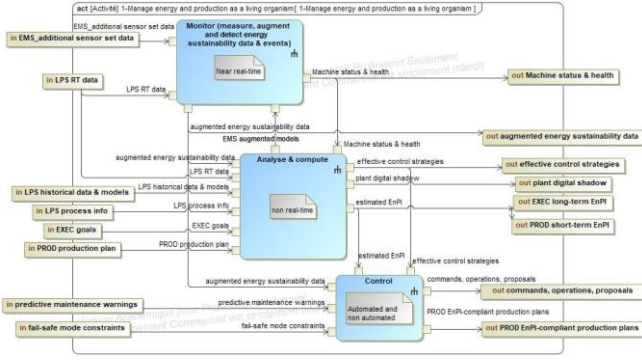 act [Activité] 1-Manage energy and production as a living organism[ 1-Manage energy and production as a living organism ]
EMS_additional sensor set data
in EMS_additional sensor set data
Monitor (measure, augment
and detect energy
sustainability data & events)
Near real-time
in LPS RT data
LPS RT data
Machine status & health
out Machine status & health
Professeur Seulement
Commercial est strictement interdit
augmented energy sustainability data
out augmented energy sustainability data
EMS augmented models
Machine status & health
augmented energy sustainability data
Analyse & compute
effective control strategies
out effective control strategies
LPS RT data
plant digital shadow
out plant digital shadow
in LPS historical data & models
LPS historical data & models
estimated EnPI
out EXEC long-term EnPI
in LPS process info
LPS process info
non real-time
out PROD short-term EnPI
in EXEC goals
EXEC goals
in PROD production plan
PROD production plan
estimated EnPI
effective control strategies
augmented energy sustainability data
Control
commands, operations, proposals
out commands, operations, proposals
in predictive maintenance warnings
predictive maintenance warnings
Automated and
non automated
PROD EnPI-compliant production plans
in fail-safe mode constraints
fail-safe mode constraints
out PROD EnPI-compliant production plans
Commercial est strictement